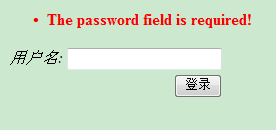 • The password field is required!
用户名:
登录